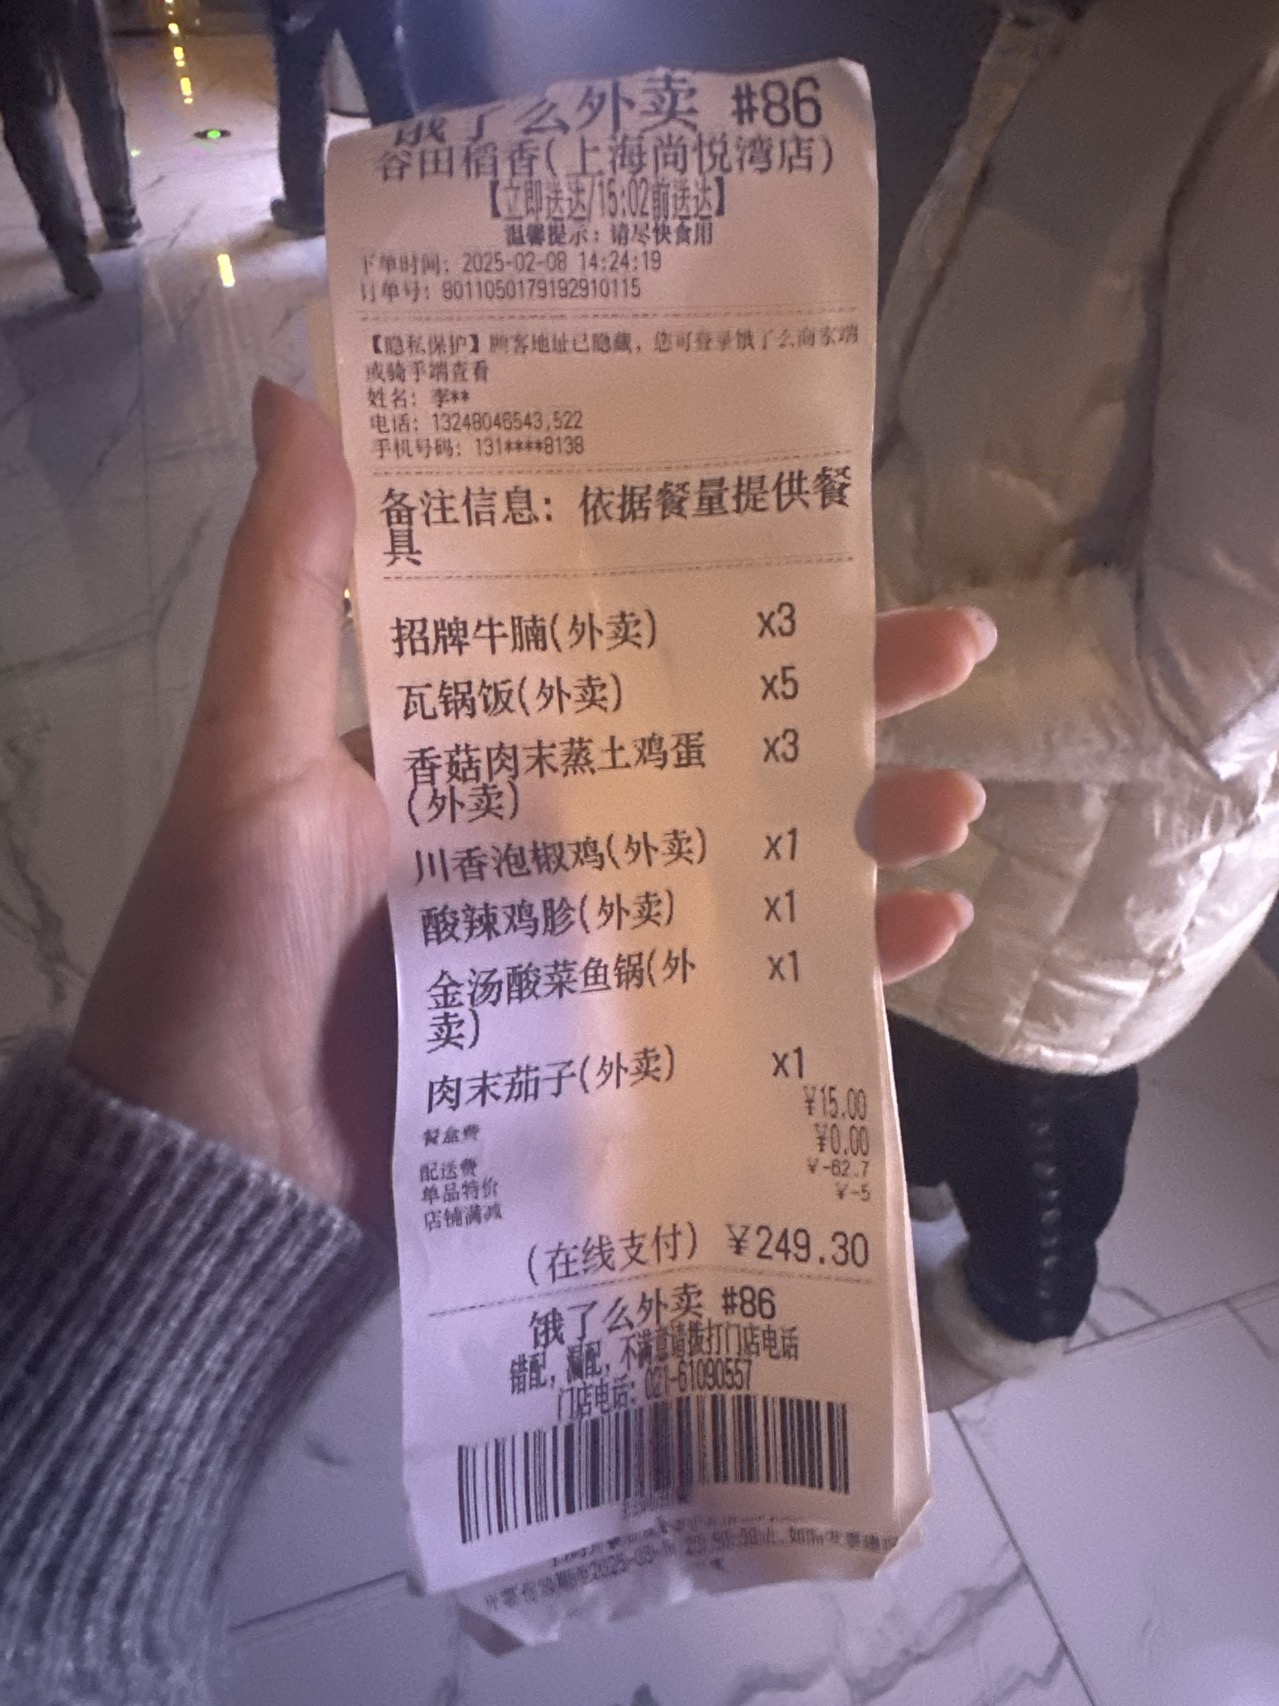 饿了么外卖 #86
谷田稻香(上海尚悦湾店)
【立即送达/15:02前送达】
温馨提示：请尽快食用
下单时间: 2025-02-08 14:24:19
订单号: 8011050179192910115
【隐私保护】顾客地址已隐藏，您可登录饿了么商家端
或骑手端查看
姓名: 李**
电话: 13248046543,522
手机号码: 131****8138
备注信息: 依据餐量提供餐
具
招牌牛腩(外卖) x3
瓦锅饭(外卖) x5
香菇肉末蒸土鸡蛋 x3
(外卖)
川香泡椒鸡(外卖) x1
酸辣鸡胗(外卖) x1
金汤酸菜鱼锅(外 x1
卖)
肉末茄子(外卖) x1
餐盒费 ¥15.00
配送费 ¥0.00
单品特价 ¥-62.7
店铺满减 ¥-5
(在线支付) ¥249.30
饿了么外卖 #86
错配，漏配，不满意请拨打门店电话
门店电话: 021-61090557